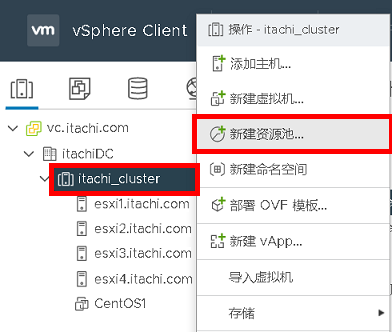 vm vSphere Client
vc.itachi.com
itachiDC
itachi_cluster
esxi1.itachi.com
esxi2.itachi.com
esxi3.itachi.com
esxi4.itachi.com
CentOS1
操作 - itachi_cluster
添加主机...
新建虚拟机...
新建资源池...
新建命名空间
部署 OVF 模板...
新建 vApp...
导入虚拟机
存储